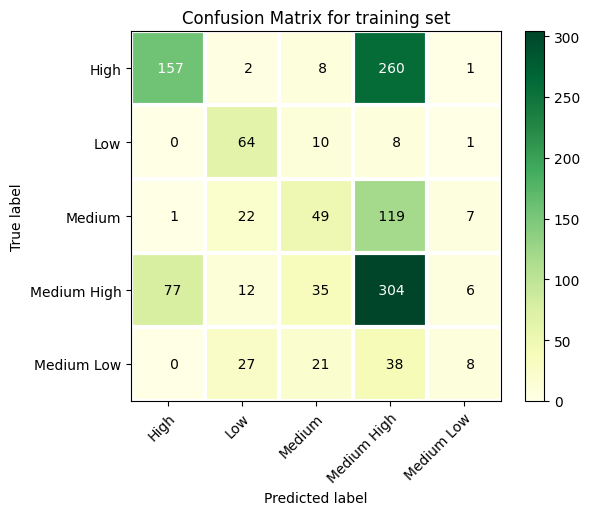 Confusion Matrix for training set
High 157 2 8 260 1
Low 0 64 10 8 1
Medium 1 22 49 119 7
Medium High 77 12 35 304 6
Medium Low 0 27 21 38 8
True label
High Low Medium Medium High Medium Low
Predicted label
300
250
200
150
100
50
0